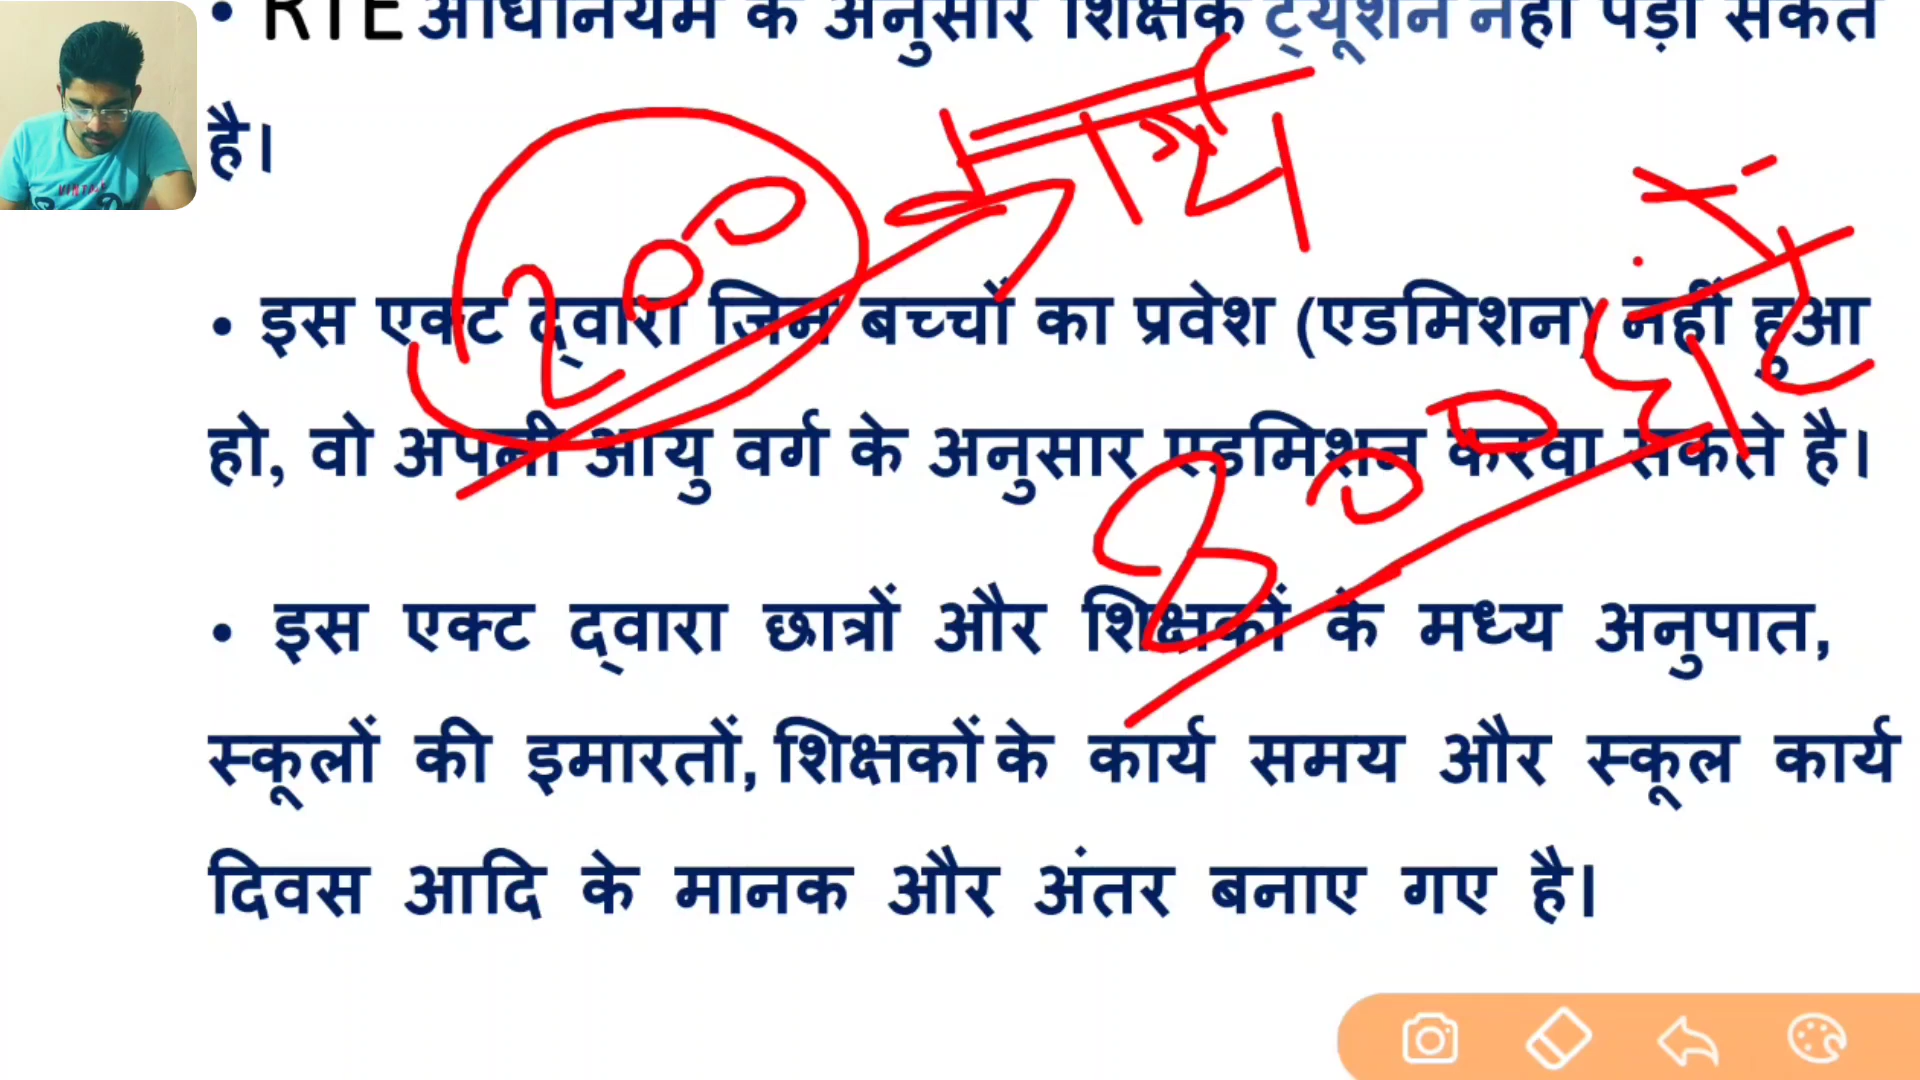 • RTE अधिनियम के अनुसार शिक्षक ट्यूशन नहीं पड़ा सकते
है।
• इस एक्ट द्वारा जिन बच्चों का प्रवेश (एडमिशन) नहीं हुआ
हो, वो अपनी आयु वर्ग के अनुसार एडमिशन करवा सकते है।
• इस एक्ट द्वारा छात्रों और शिक्षकों के मध्य अनुपात,
स्कूलों की इमारतों, शिक्षकों के कार्य समय और स्कूल कार्य
दिवस आदि के मानक और अंतर बनाए गए है।
200
800